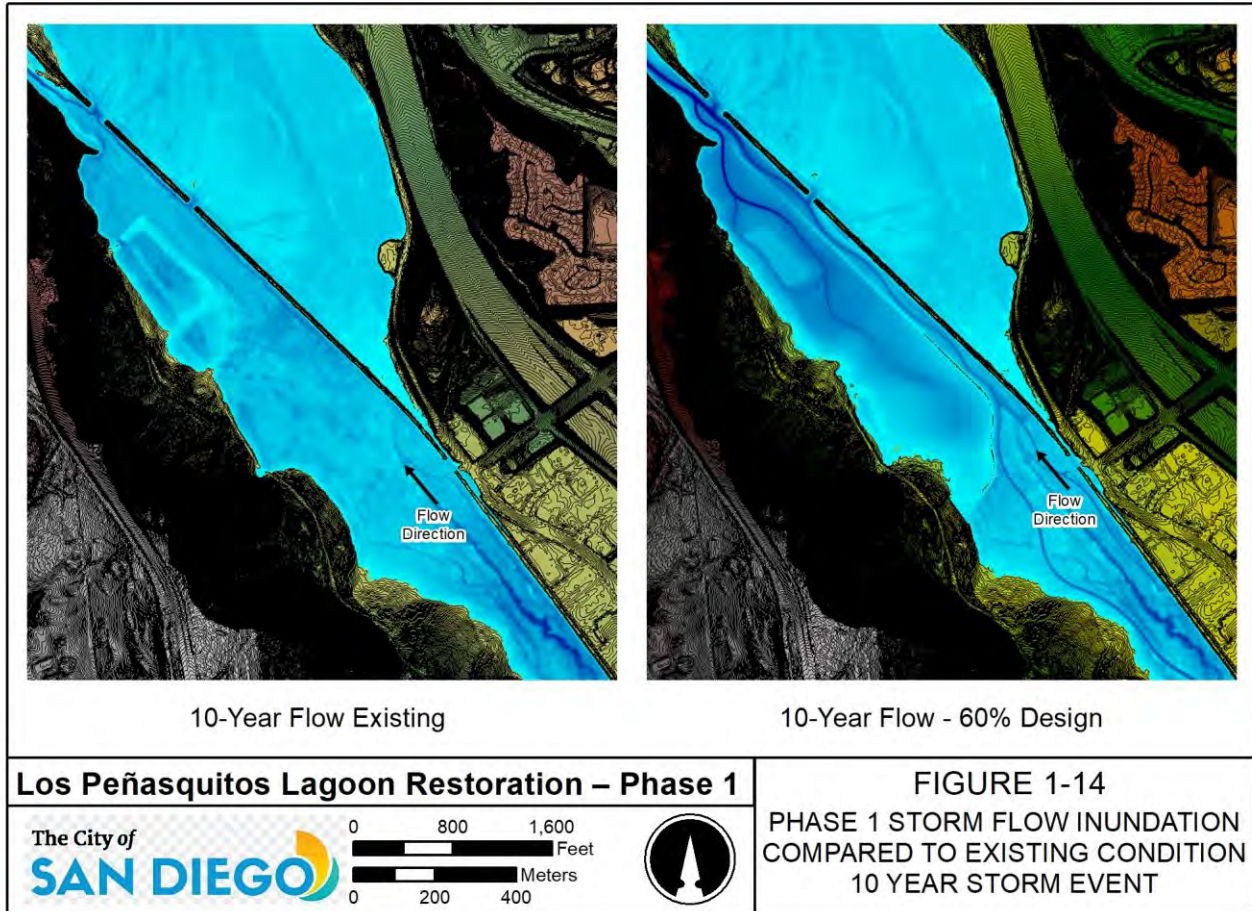 Flow
Direction
Flow
Direction
10-Year Flow Existing
10-Year Flow - 60% Design
Los Peñasquitos Lagoon Restoration – Phase 1
The City of
SAN DIEGO
0 800 1,600
Feet
Meters
0 200 400
FIGURE 1-14
PHASE 1 STORM FLOW INUNDATION
COMPARED TO EXISTING CONDITION
10 YEAR STORM EVENT